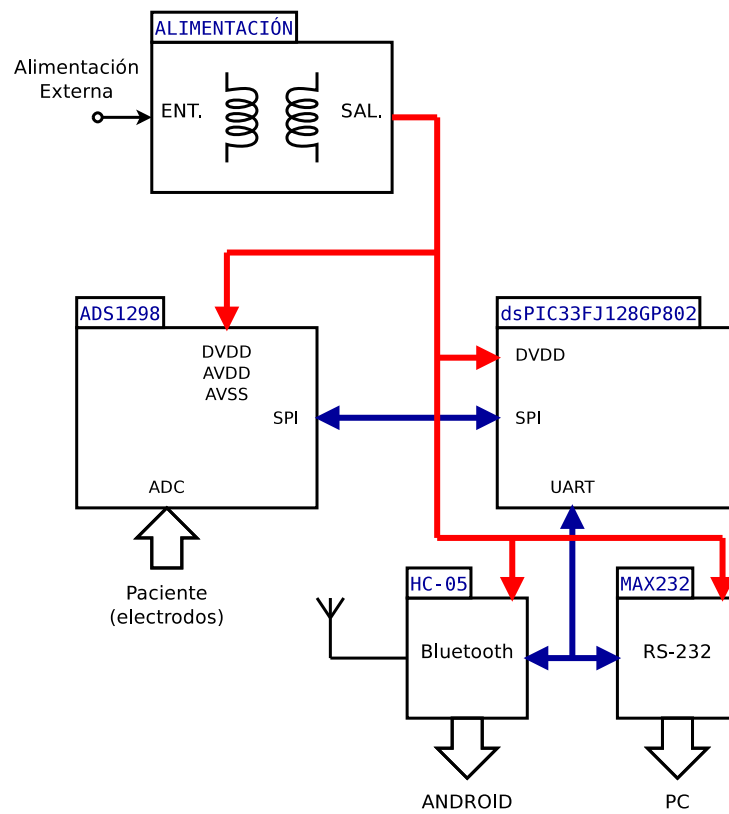 ALIMENTACIÓN
Alimentación
Externa
ENT.
SAL.
ADS1298
dsPIC33FJ128GP802
DVDD
AVDD
AVSS
DVDD
SPI
SPI
ADC
UART
Paciente
(electrodos)
HC-05
MAX232
Bluetooth
RS-232
ANDROID
PC